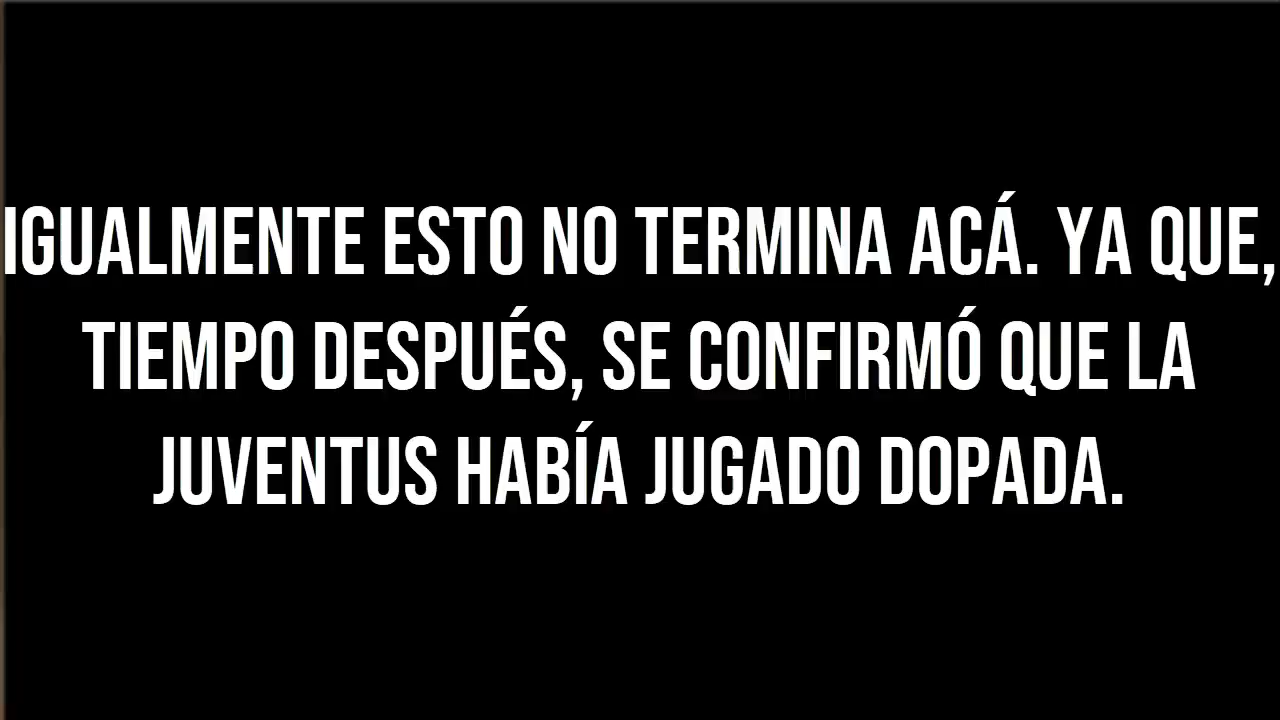 IGUALMENTE ESTO NO TERMINA ACÁ. YA QUE,
TIEMPO DESPUÉS, SE CONFIRMÓ QUE LA
JUVENTUS HABÍA JUGADO DOPADA.